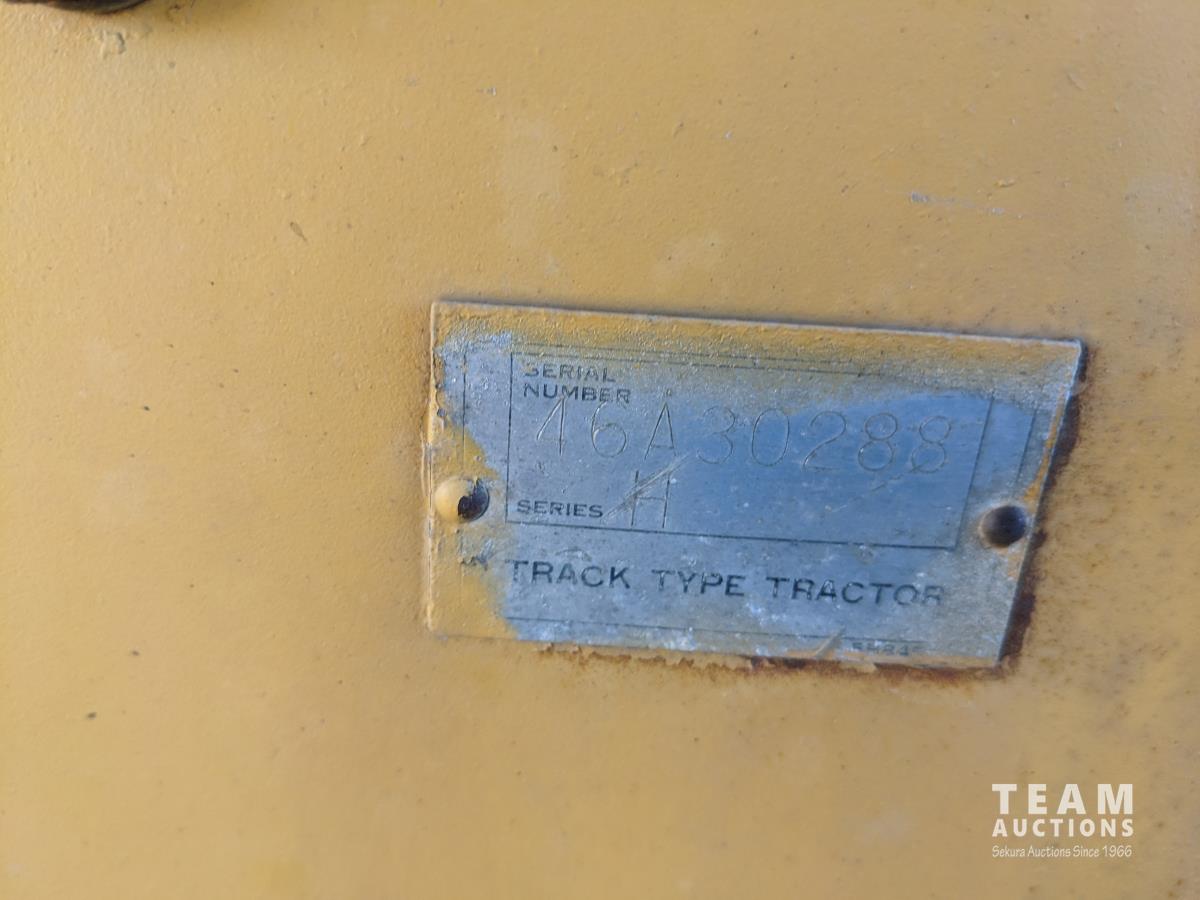 SERIAL
NUMBER
46A30288
SERIES H
TRACK TYPE TRACTOR
TEAM
AUCTIONS
Sekura Auctions Since 1966